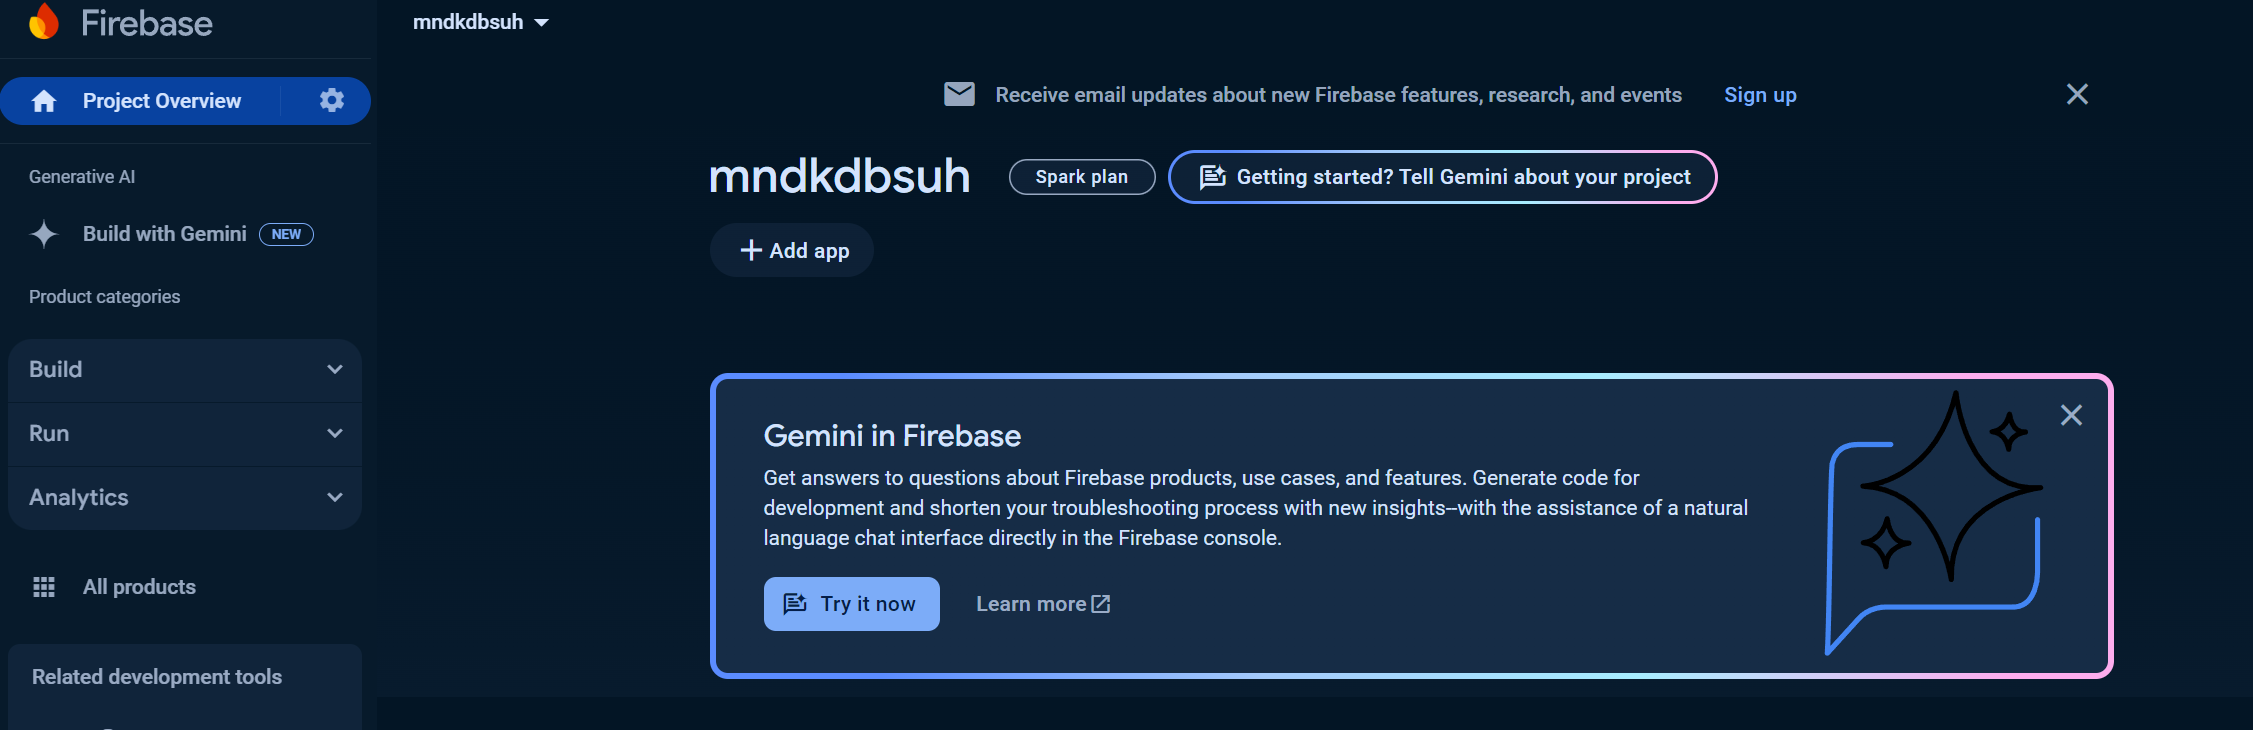 Firebase
mndkdbsuh
Project Overview
Receive email updates about new Firebase features, research, and events Sign up
Generative AI
Build with Gemini NEW
Product categories
Build
Run
Analytics
All products
Related development tools
mndkdbsuh Spark plan Getting started? Tell Gemini about your project
Add app
Gemini in Firebase
Get answers to questions about Firebase products, use cases, and features. Generate code for
development and shorten your troubleshooting process with new insights--with the assistance of a natural
language chat interface directly in the Firebase console.
Try it now Learn more